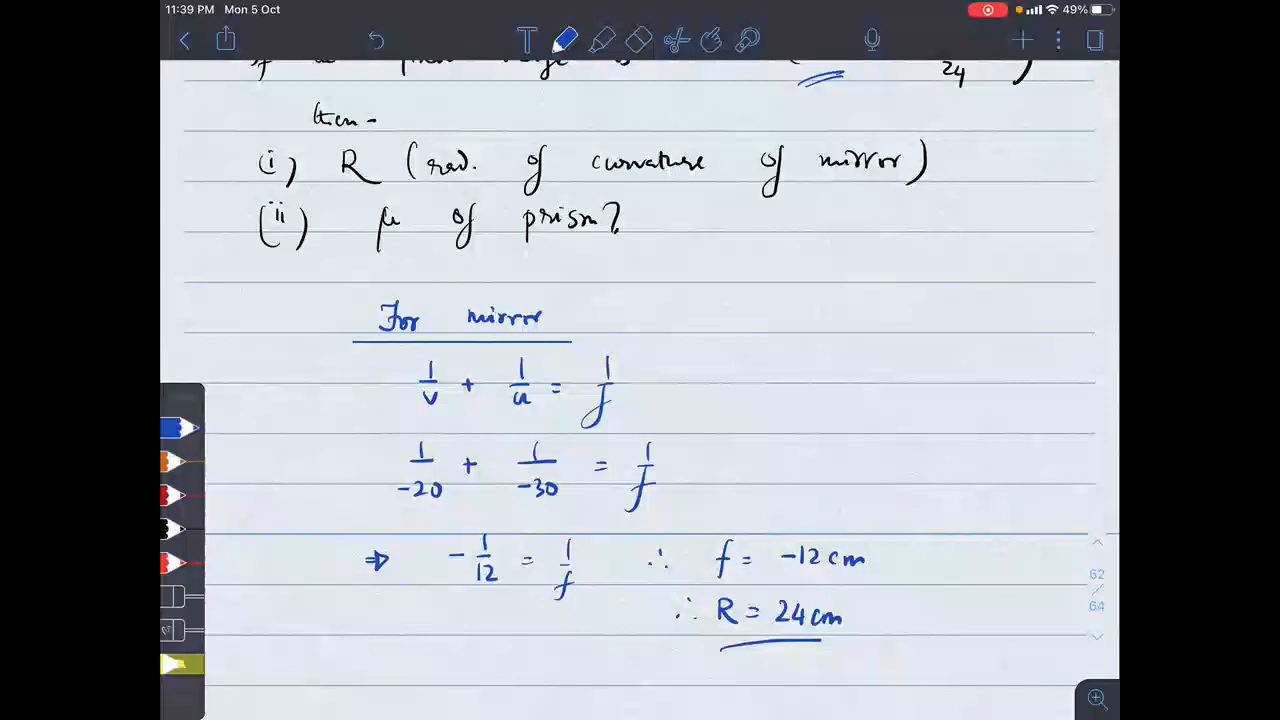 11:39 PM Mon 5 Oct 49%
T
24 )
then -
(i) R (rad. of curvature of mirror)
(ii) μ of prism?
For mirror
1/v + 1/u = 1/f
1/-20 + 1/-30 = 1/f
⇒ -1/12 = 1/f ∴ f = -12 cm
62
∴ R = 24 cm
64